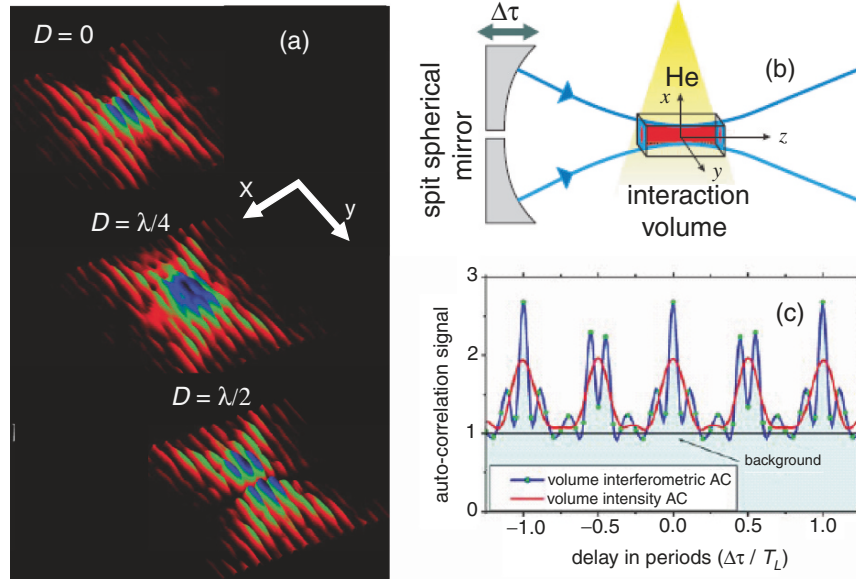 (a)
D = 0
D = λ/4
D = λ/2
X
y
(b)
Δτ
He
x
z
y
spit spherical
mirror
interaction
volume
(c)
auto-correlation signal
3
2
1
0
background
volume interferometric AC
volume intensity AC
−1.0 −0.5 0.0 0.5 1.0
delay in periods (Δτ / T_L)